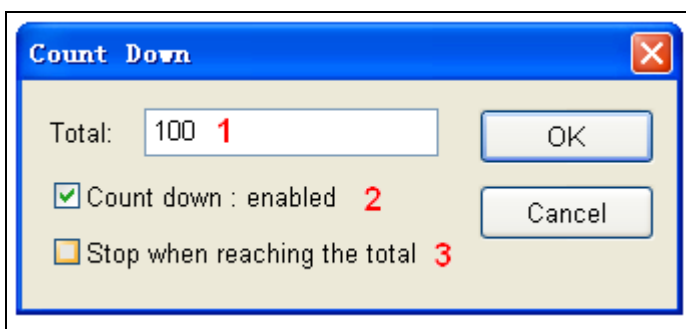 Count Down
Total: 100 1
OK
Count down : enabled 2
Cancel
Stop when reaching the total 3